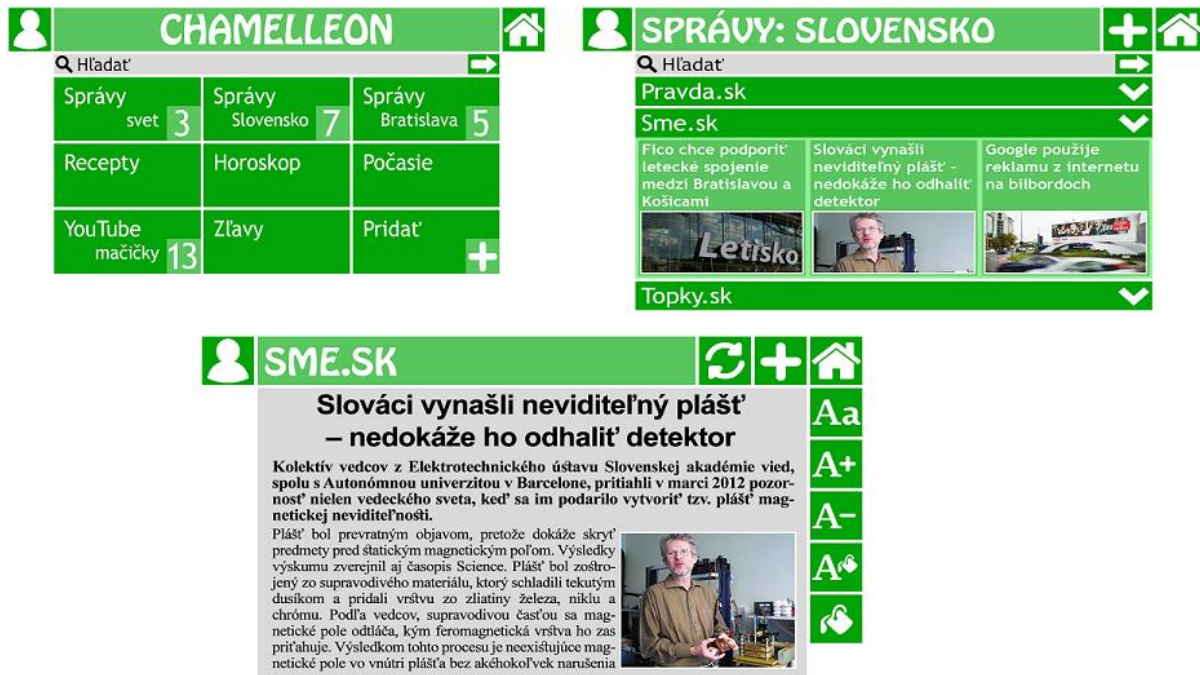 CHAMELLEON
Hľadať
Správy
svet 3
Správy
Slovensko 7
Správy
Bratislava 5
Recepty
Horoskop
Počasie
YouTube
mačičky 13
Zľavy
Pridať
SPRÁVY: SLOVENSKO
Hľadať
Pravda.sk
Sme.sk
Fico chce podporiť
letecké spojenie
medzi Bratislavou a
Košicami
Letisko
Slováci vynašli
neviditeľný plášť –
nedokáže ho odhaliť
detektor
Google použije
reklamu z internetu
na bilbordoch
Topky.sk
SME.SK
Slováci vynašli neviditeľný plášť
– nedokáže ho odhaliť detektor
Kolektív vedcov z Elektrotechnického ústavu Slovenskej akadémie vied,
spolu s Autonómnou univerzitou v Barcelone, pritiahli v marci 2012 pozor-
nosť nielen vedeckého sveta, keď sa im podarilo vytvoriť tzv. plášť mag-
netickej neviditeľnosti.
Plášť bol prevratným objavom, pretože dokáže skryť
predmety pred statickým magnetickým poľom. Výsledky
výskumu zverejnil aj časopis Science. Plášť bol zostro-
jený zo supravodivého materiálu, ktorý schladili tekutým
dusíkom a pridali vrstvu zo zliatiny železa, niklu a
chrómu. Podľa vedcov, supravodivou časťou sa mag-
netické pole odtláča, kým feromagnetická vrstva ho zas
priťahuje. Výsledkom tohto procesu je neexistujúce mag-
netické pole vo vnútri plášťa bez akéhokoľvek narušenia
Aa
A+
A-
A